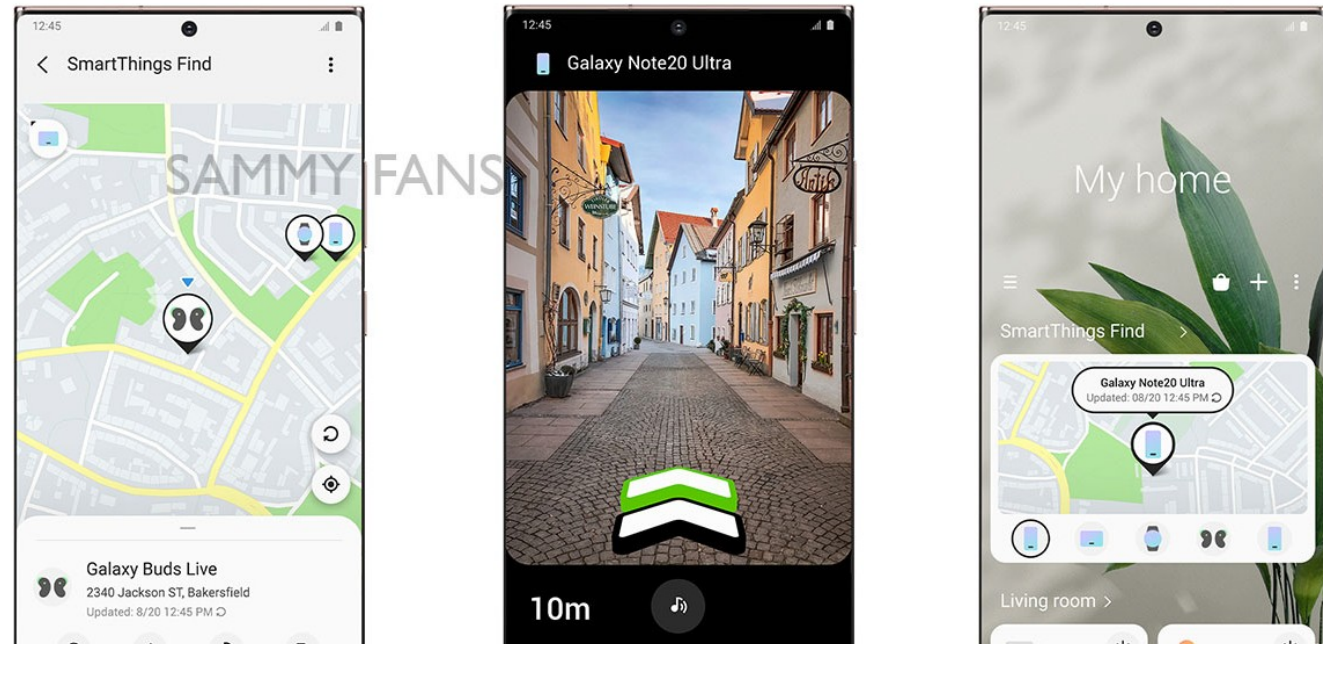 12:45
SmartThings Find
SAMMY FANS
Galaxy Buds Live
2340 Jackson ST, Bakersfield
Updated: 8/20 12:45 PM
12:45
Galaxy Note20 Ultra
WEINSTUBE
10m
12:45
My home
SmartThings Find
Galaxy Note20 Ultra
Updated: 08/20 12:45 PM
Living room